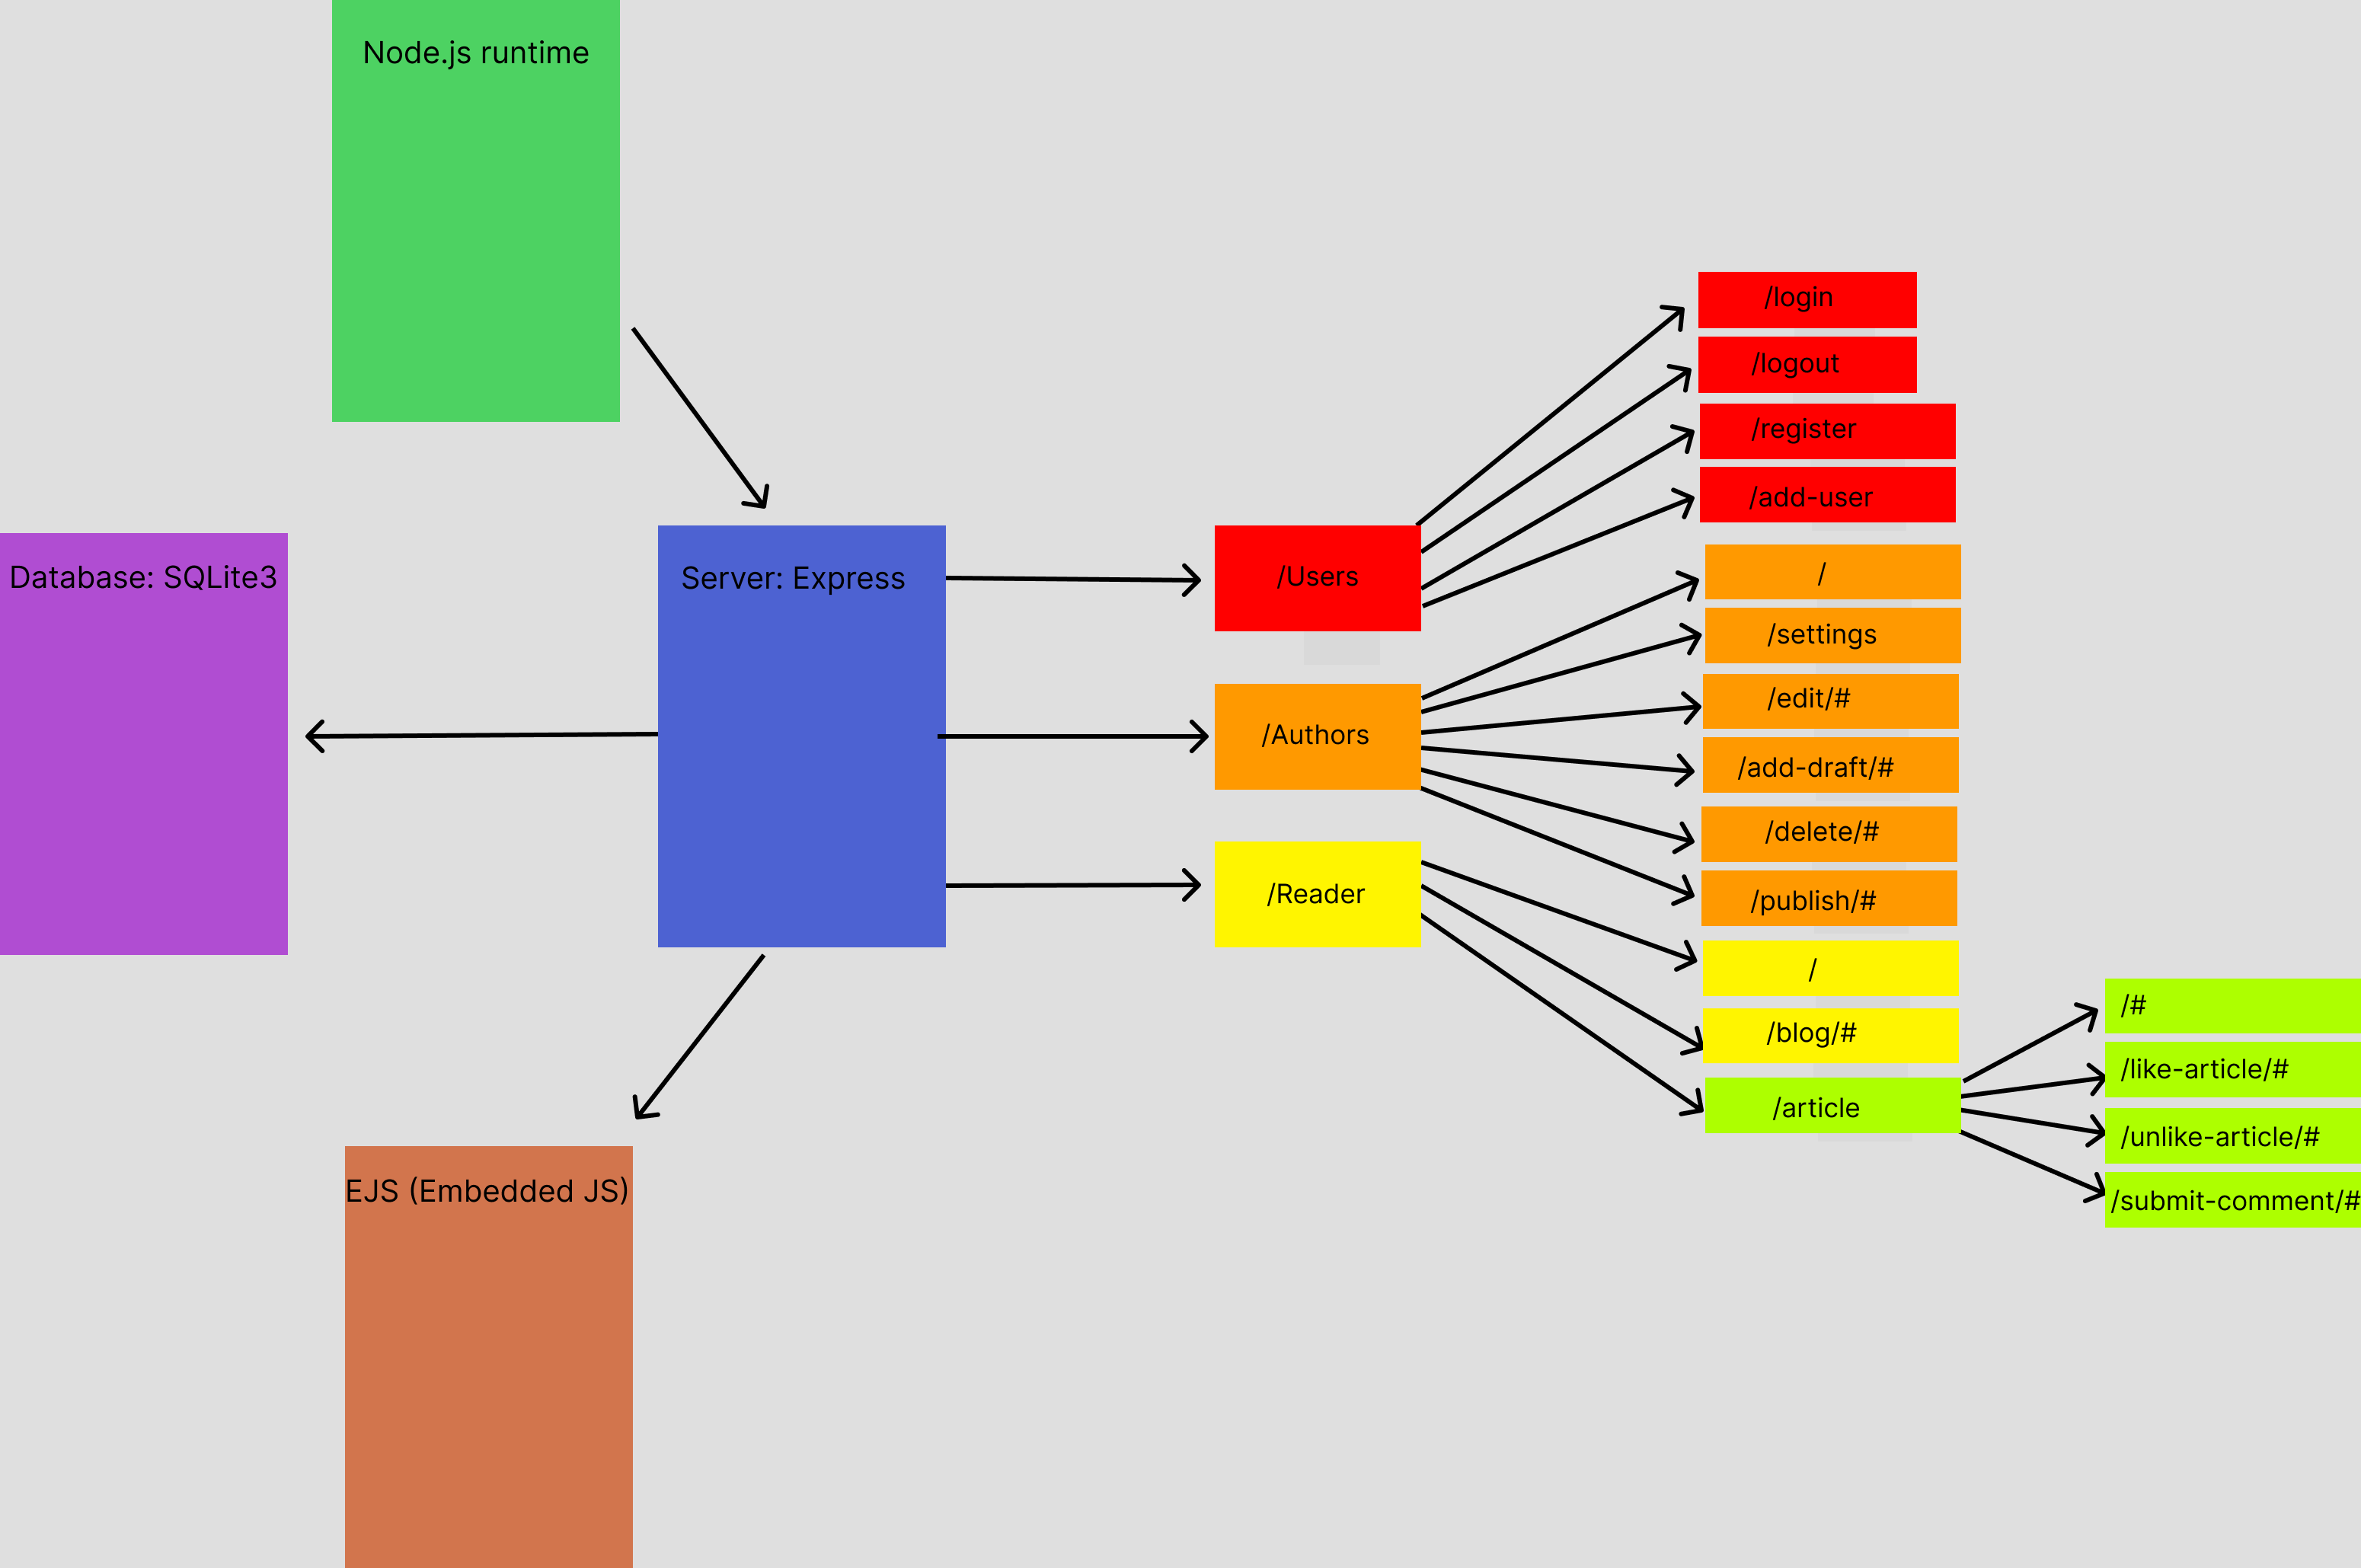 Node.js runtime
Database: SQLite3
Server: Express
EJS (Embedded JS)
/Users
/Authors
/Reader
/login
/logout
/register
/add-user
/
/settings
/edit/#
/add-draft/#
/delete/#
/publish/#
/
/blog/#
/article
/#
/like-article/#
/unlike-article/#
/submit-comment/#